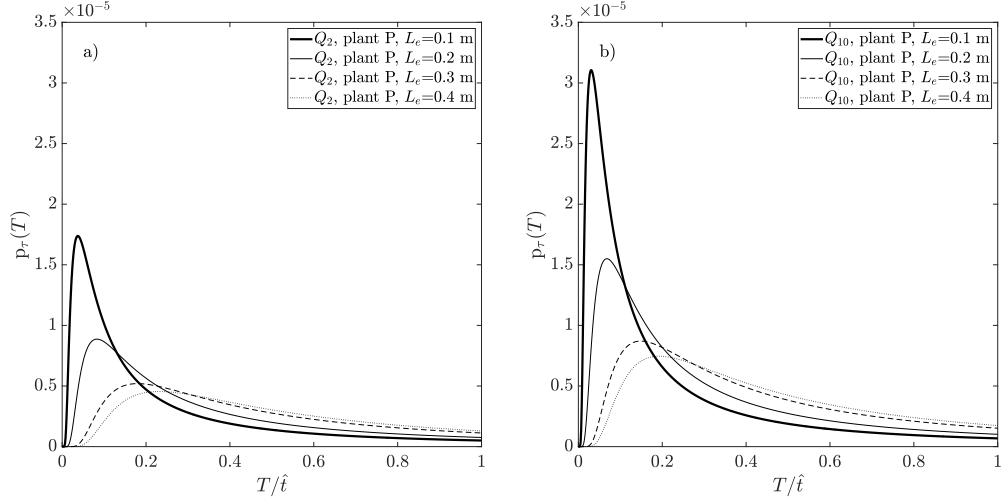 ×10⁻⁵
3.5
3
2.5
2
1.5
1
0.5
0
0 0.2 0.4 0.6 0.8 1
T/t̂
p_τ(T)
a)
Q₂, plant P, Lₑ=0.1 m
Q₂, plant P, Lₑ=0.2 m
Q₂, plant P, Lₑ=0.3 m
Q₂, plant P, Lₑ=0.4 m
×10⁻⁵
3.5
3
2.5
2
1.5
1
0.5
0
0 0.2 0.4 0.6 0.8 1
T/t̂
p_τ(T)
b)
Q₁₀, plant P, Lₑ=0.1 m
Q₁₀, plant P, Lₑ=0.2 m
Q₁₀, plant P, Lₑ=0.3 m
Q₁₀, plant P, Lₑ=0.4 m